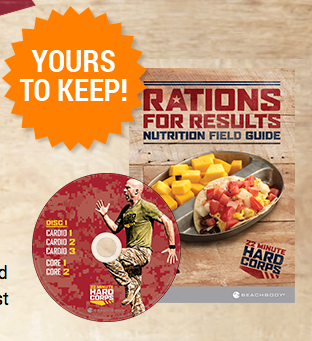 YOURS
TO KEEP!
RATIONS
FOR RESULTS
NUTRITION FIELD GUIDE
22 MINUTE
HARD
CORPS
BEACHBODY
DISC 1
CARDIO 1
CARDIO 2
CARDIO 3
CORE 1
CORE 2
22 MINUTE
HARD
CORPS
d
st